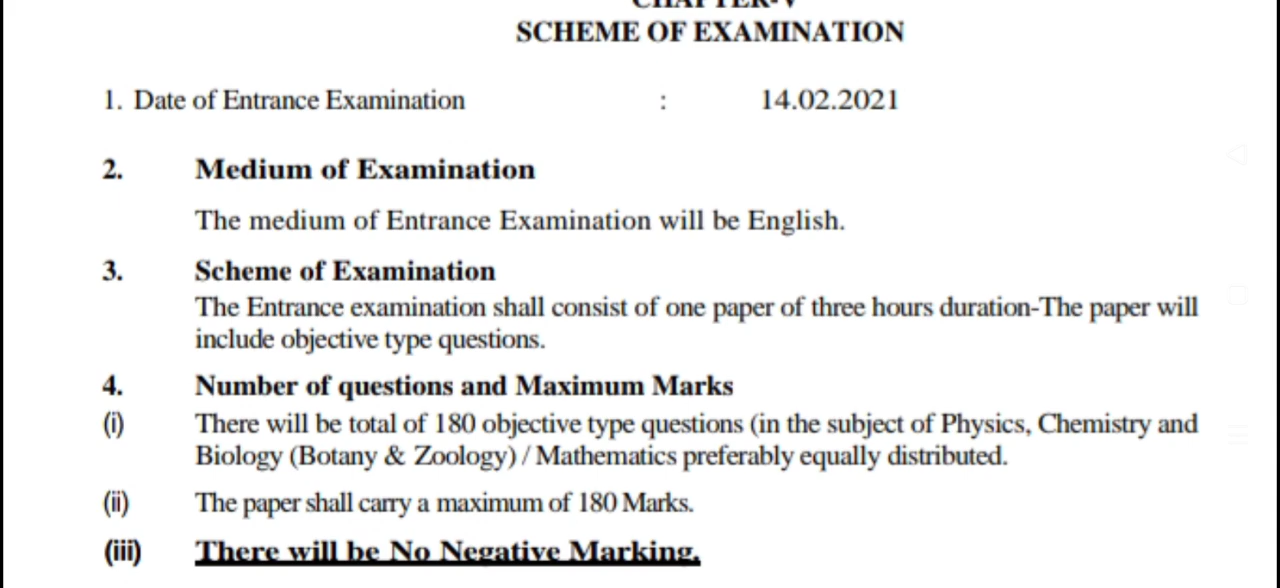 CHAPTER-V
SCHEME OF EXAMINATION
1. Date of Entrance Examination : 14.02.2021
2. Medium of Examination
The medium of Entrance Examination will be English.
3. Scheme of Examination
The Entrance examination shall consist of one paper of three hours duration-The paper will
include objective type questions.
4. Number of questions and Maximum Marks
(i) There will be total of 180 objective type questions (in the subject of Physics, Chemistry and
Biology (Botany & Zoology) / Mathematics preferably equally distributed.
(ii) The paper shall carry a maximum of 180 Marks.
(iii) There will be No Negative Marking.